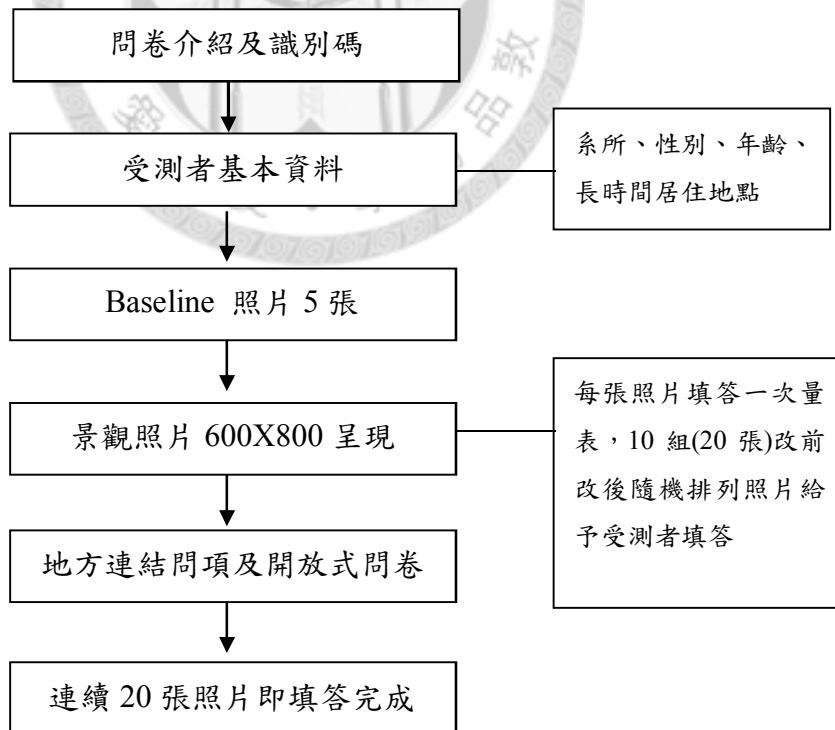 問卷介紹及識別碼
受測者基本資料
系所、性別、年齡、
長時間居住地點
Baseline 照片 5 張
景觀照片 600X800 呈現
每張照片填答一次量
表，10 組(20 張)改前
改後隨機排列照片給
予受測者填答
地方連結問項及開放式問卷
連續 20 張照片即填答完成